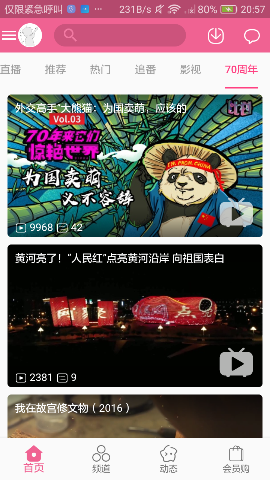 仅限紧急呼叫
231B/s
80%
20:57
直播 推荐 热门 追番 影视 70周年
外交高手“大熊猫：为国卖萌，应该的
Vol.03
70年来它们
惊艳世界
I'M FROM CHINA
为国卖萌
义不容辞
9968 42
黄河亮了！“人民红”点亮黄河沿岸 向祖国表白
2381 9
我在故宫修文物（2016）
首页 频道 动态 会员购